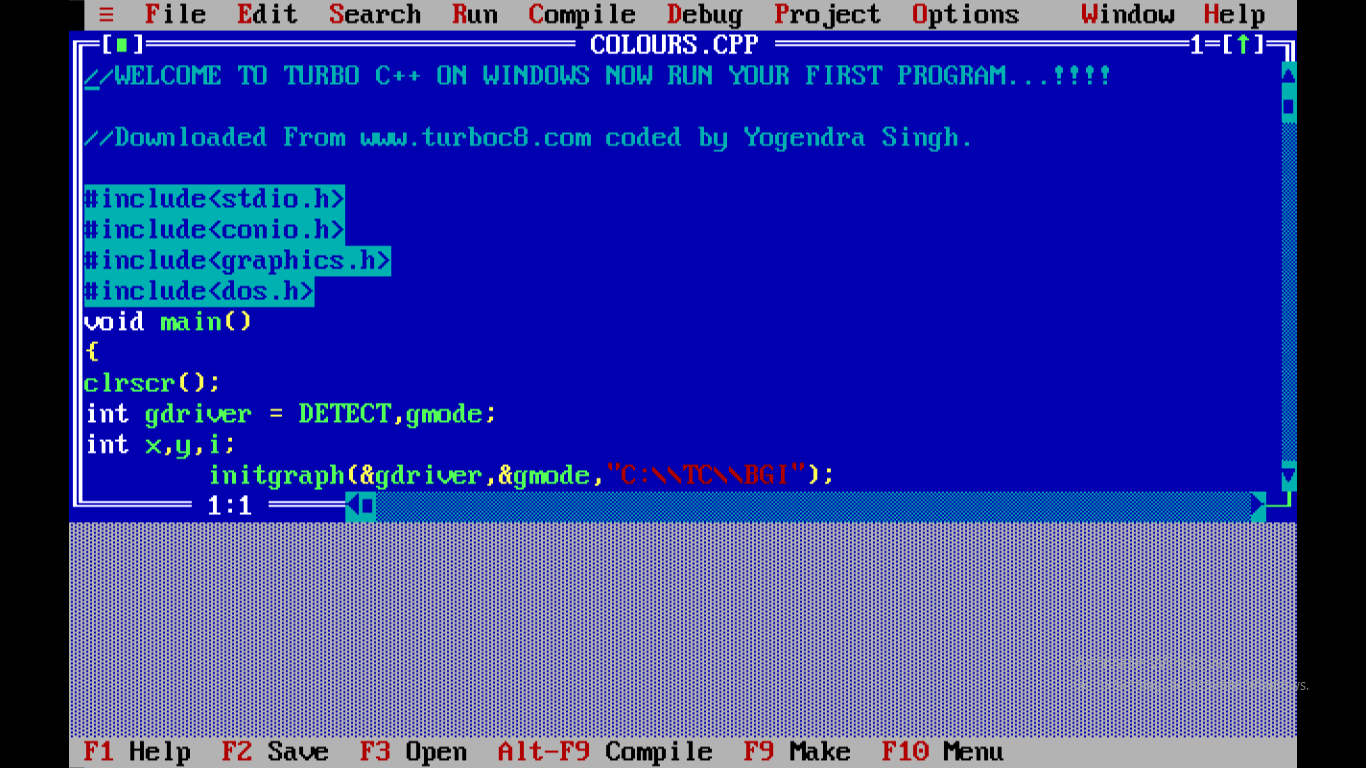 ≡ File Edit Search Run Compile Debug Project Options Window Help
[■] COLOURS.CPP 1=[↑]
//WELCOME TO TURBO C++ ON WINDOWS NOW RUN YOUR FIRST PROGRAM...!!!!
//Downloaded From www.turboc8.com coded by Yogendra Singh.
#include<stdio.h>
#include<conio.h>
#include<graphics.h>
#include<dos.h>
void main()
{
clrscr();
int gdriver = DETECT,gmode;
int x,y,i;
initgraph(&gdriver,&gmode,"C:\\TC\\BGI");
1:1
F1 Help F2 Save F3 Open Alt-F9 Compile F9 Make F10 Menu